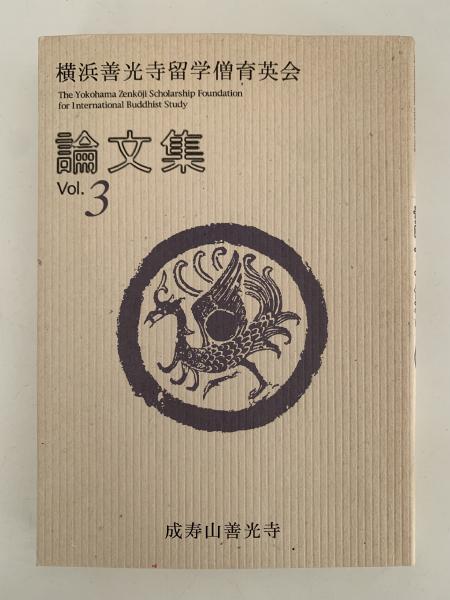 横浜善光寺留学僧育英会
The Yokohama Zenkōji Scholarship Foundation
for International Buddhist Study
論文集
Vol. 3
成寿山善光寺